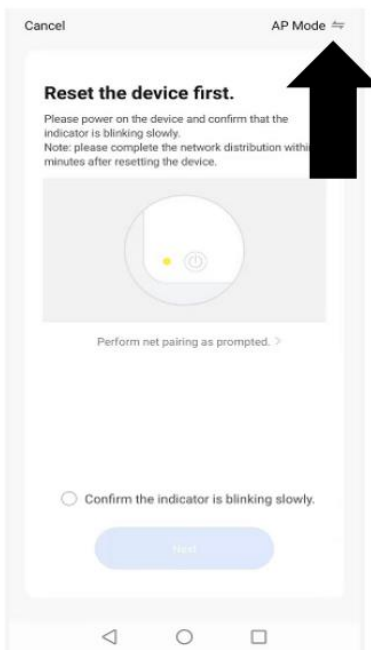 Cancel
AP Mode
Reset the device first.
Please power on the device and confirm that the
indicator is blinking slowly.
Note: please complete the network distribution within
minutes after resetting the device.
Perform net pairing as prompted. >
Confirm the indicator is blinking slowly.
Next